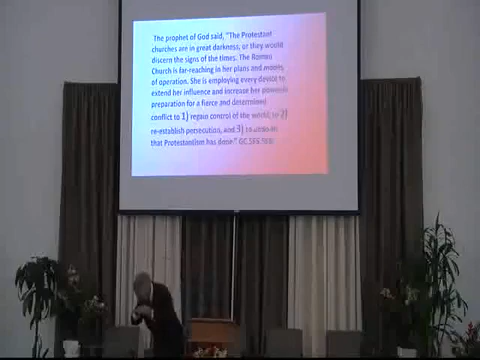 The prophet of God said, "The Protestant
churches are in great darkness, or they would
discern the signs of the times. The Roman
Church is far-reaching in her plans and modes
of operation. She is employing every device to
extend her influence and increase her power in
preparation for a fierce and determined
conflict to 1) regain control of the world, to 2)
re-establish persecution, and 3) to undo all
that Protestantism has done." GC 565, 566